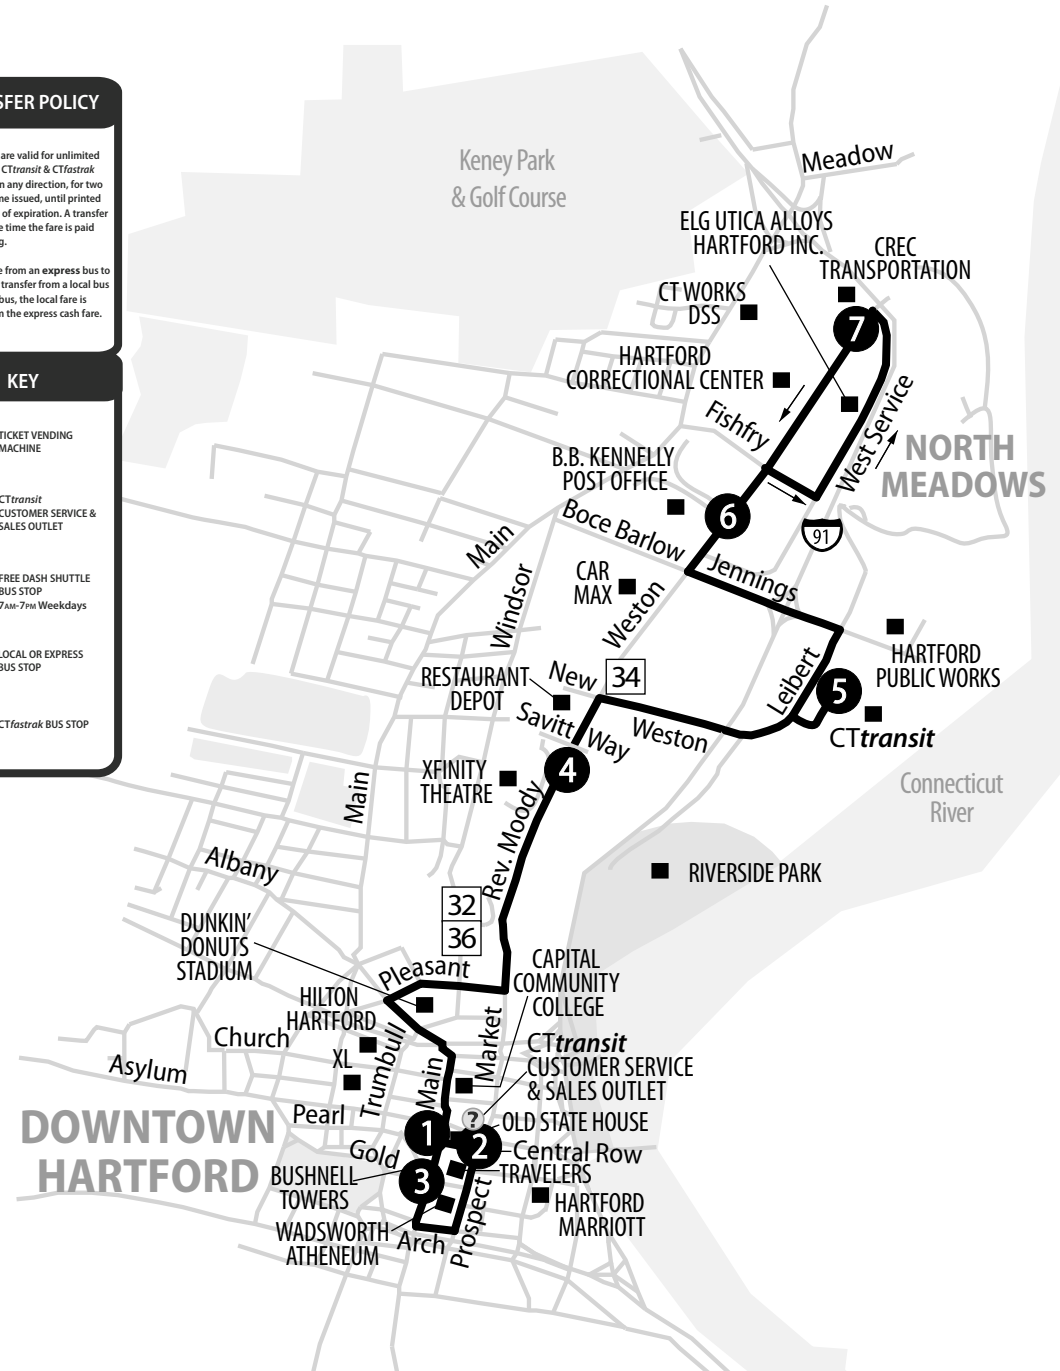 SFER POLICY
are valid for unlimited
CTtransit & CTfastrak
n any direction, for two
ne issued, until printed
of expiration. A transfer
e time the fare is paid
g.
e from an express bus to
transfer from a local bus
bus, the local fare is
m the express cash fare.
KEY
TICKET VENDING
MACHINE
CTtransit
CUSTOMER SERVICE &
SALES OUTLET
FREE DASH SHUTTLE
BUS STOP
7AM-7PM Weekdays
LOCAL OR EXPRESS
BUS STOP
CTfastrak BUS STOP
Keney Park
& Golf Course
Meadow
ELG UTICA ALLOYS
HARTFORD INC.
CREC
TRANSPORTATION
CT WORKS
DSS
7
HARTFORD
CORRECTIONAL CENTER
Fishfry
West Service
NORTH
MEADOWS
B.B. KENNELLY
POST OFFICE
6
91
Boce Barlow
Main
Jennings
CAR
MAX
Windsor
Weston
HARTFORD
PUBLIC WORKS
Leibert
5
RESTAURANT
DEPOT
New
34
Savitt Way
Weston
CTtransit
4
XFINITY
THEATRE
Main
Rev. Moody
Connecticut
River
Albany
RIVERSIDE PARK
32
36
DUNKIN'
DONUTS
STADIUM
Pleasant
CAPITAL
COMMUNITY
COLLEGE
HILTON
HARTFORD
Church
Trumbull
Market
CTtransit
CUSTOMER SERVICE
& SALES OUTLET
XL
Asylum
Main
Pearl
?
OLD STATE HOUSE
DOWNTOWN
HARTFORD
1
2
Central Row
Gold
TRAVELERS
BUSHNELL
TOWERS
3
HARTFORD
MARRIOTT
Prospect
WADSWORTH
ATHENEUM
Arch